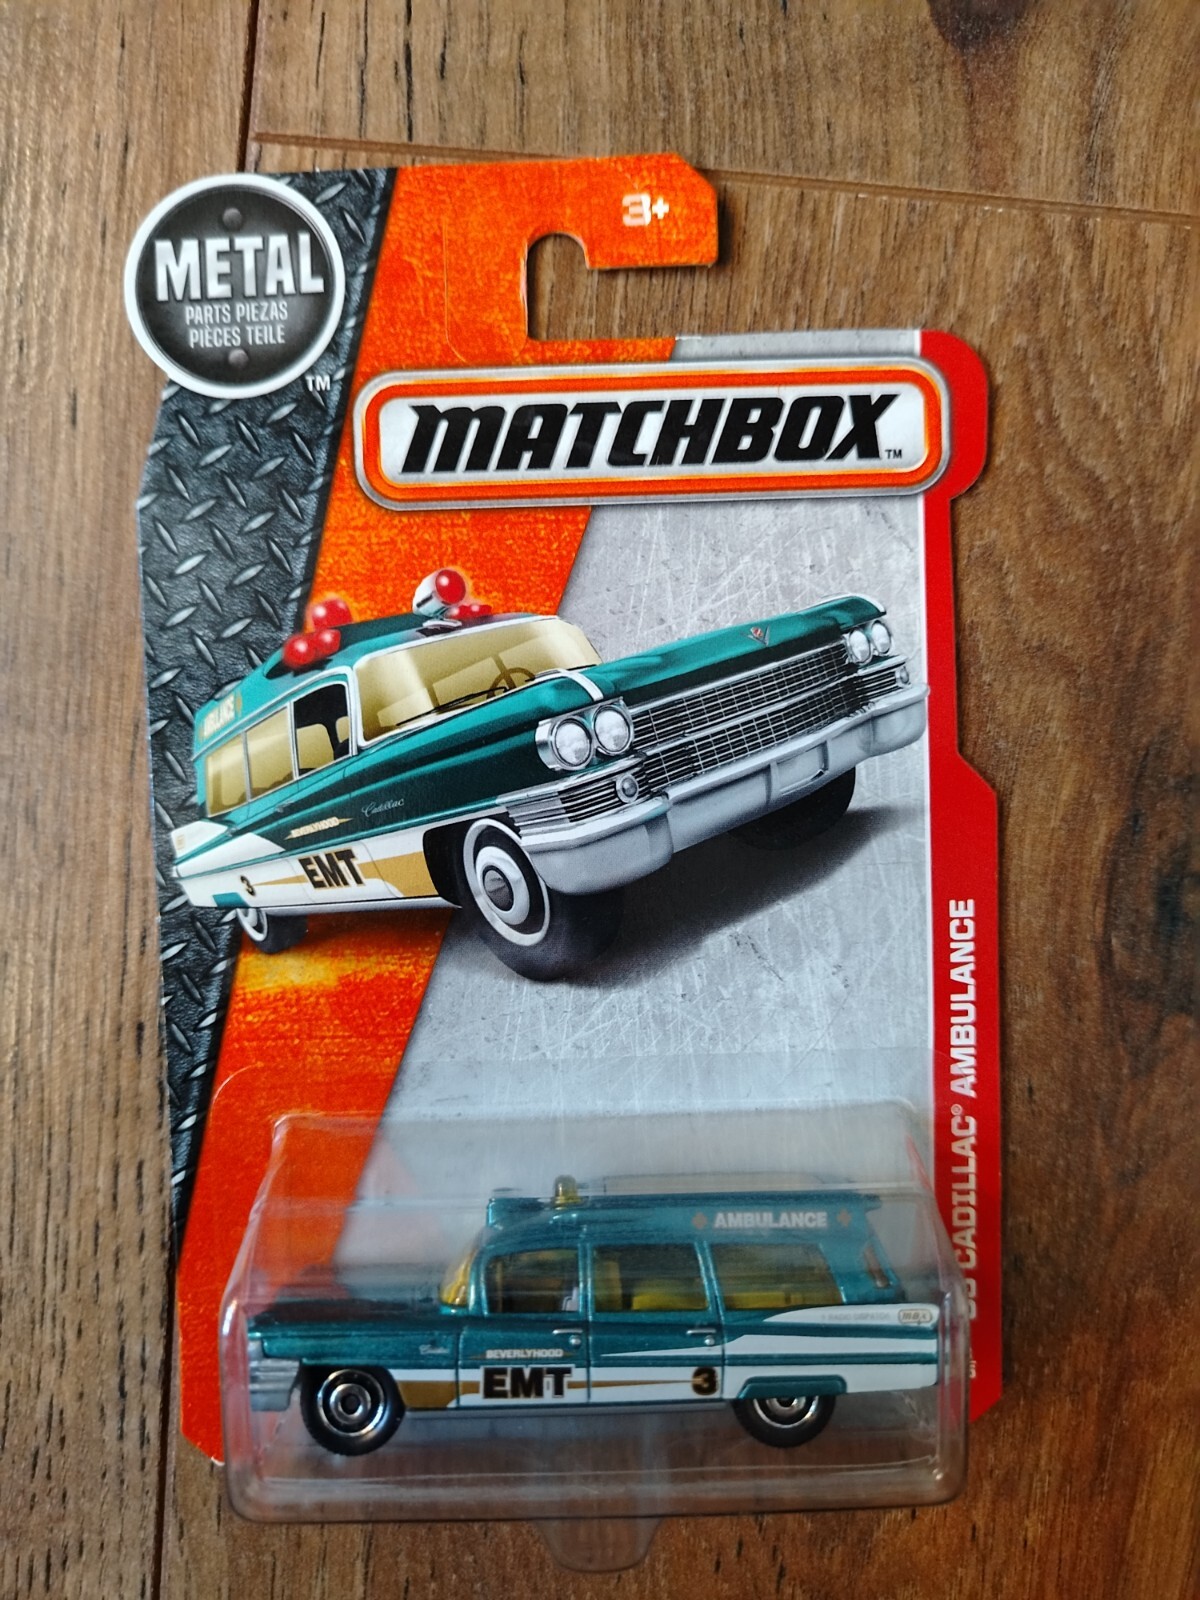 3+
METAL
PARTS PIEZAS
PIÈCES TEILE
TM
MATCHBOX
TM
AMBULANCE
Cadillac
BEVERLYHOOD
EMT
3
CADILLAC® AMBULANCE
AMBULANCE
MBX
BEVERLYHOOD
EMT
3